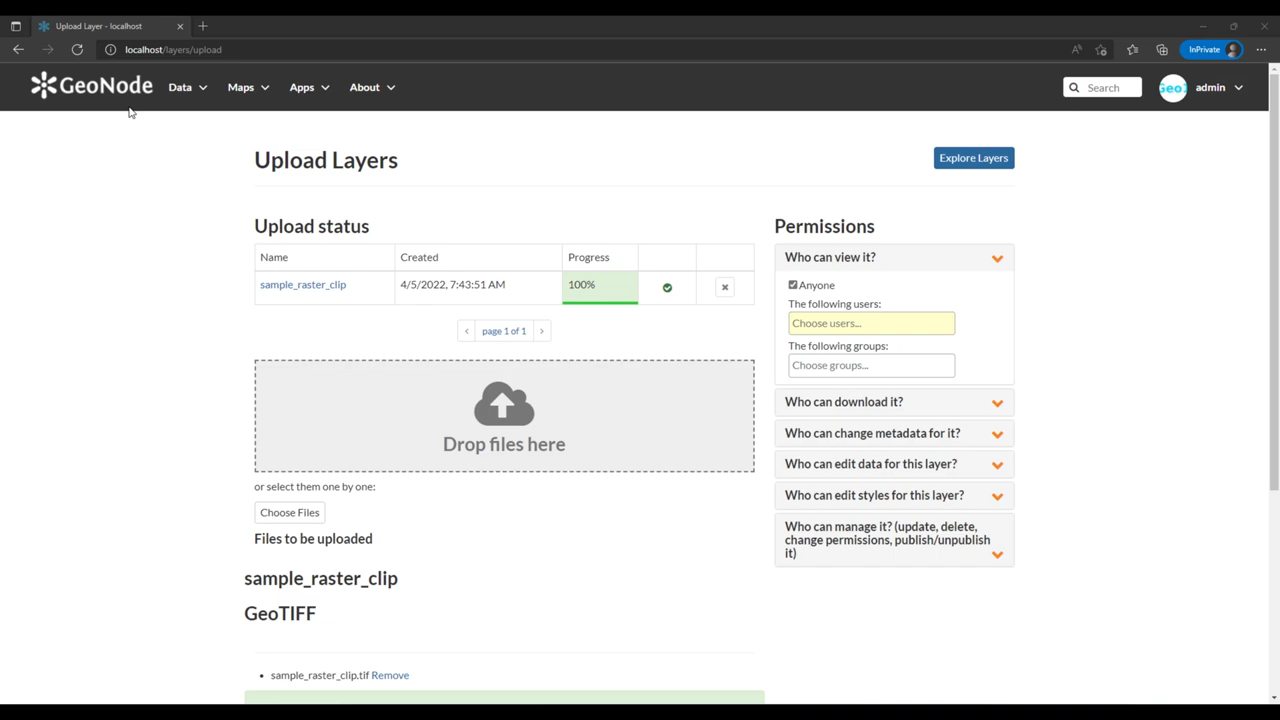 Upload Layer - localhost
localhost/layers/upload
InPrivate
GeoNode Data Maps Apps About Search Geo admin
Upload Layers
Explore Layers
Upload status
Name Created Progress
sample_raster_clip 4/5/2022, 7:43:51 AM 100%
page 1 of 1
Drop files here
or select them one by one:
Choose Files
Files to be uploaded
sample_raster_clip
GeoTIFF
sample_raster_clip.tif Remove
Permissions
Who can view it?
Anyone
The following users:
Choose users...
The following groups:
Choose groups...
Who can download it?
Who can change metadata for it?
Who can edit data for this layer?
Who can edit styles for this layer?
Who can manage it? (update, delete,
change permissions, publish/unpublish
it)